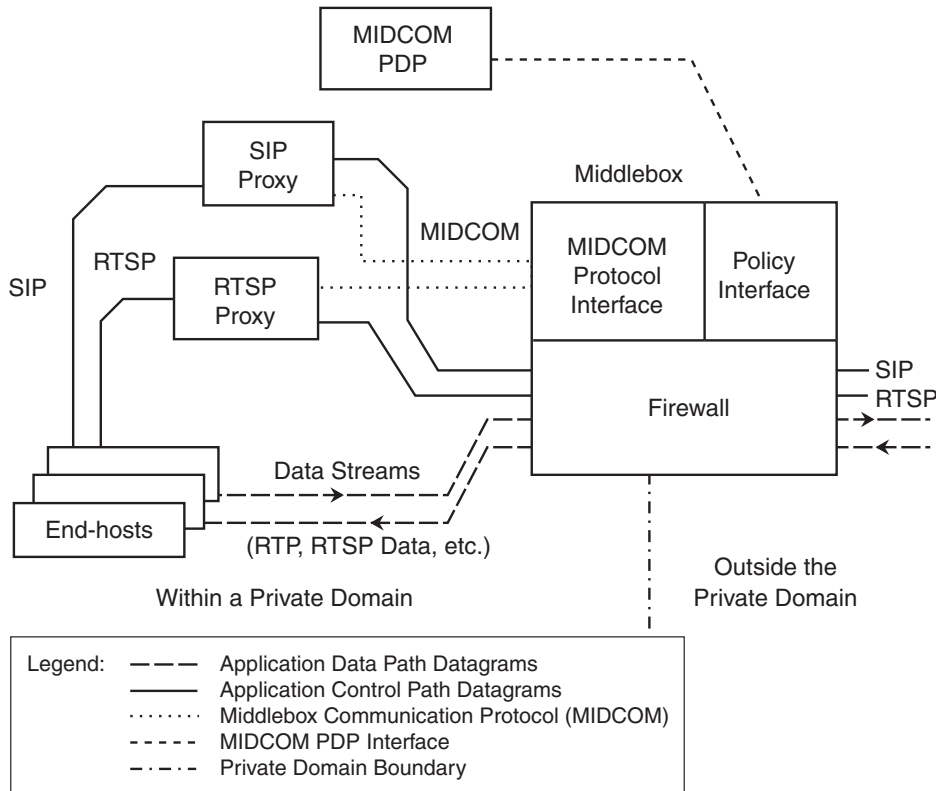 MIDCOM
PDP
SIP
Proxy
Middlebox
MIDCOM
MIDCOM
Protocol
Interface
Policy
Interface
RTSP
SIP
RTSP
Proxy
SIP
RTSP
Firewall
Data Streams
End-hosts
(RTP, RTSP Data, etc.)
Within a Private Domain
Outside the
Private Domain
Legend:
Application Data Path Datagrams
Application Control Path Datagrams
Middlebox Communication Protocol (MIDCOM)
MIDCOM PDP Interface
Private Domain Boundary